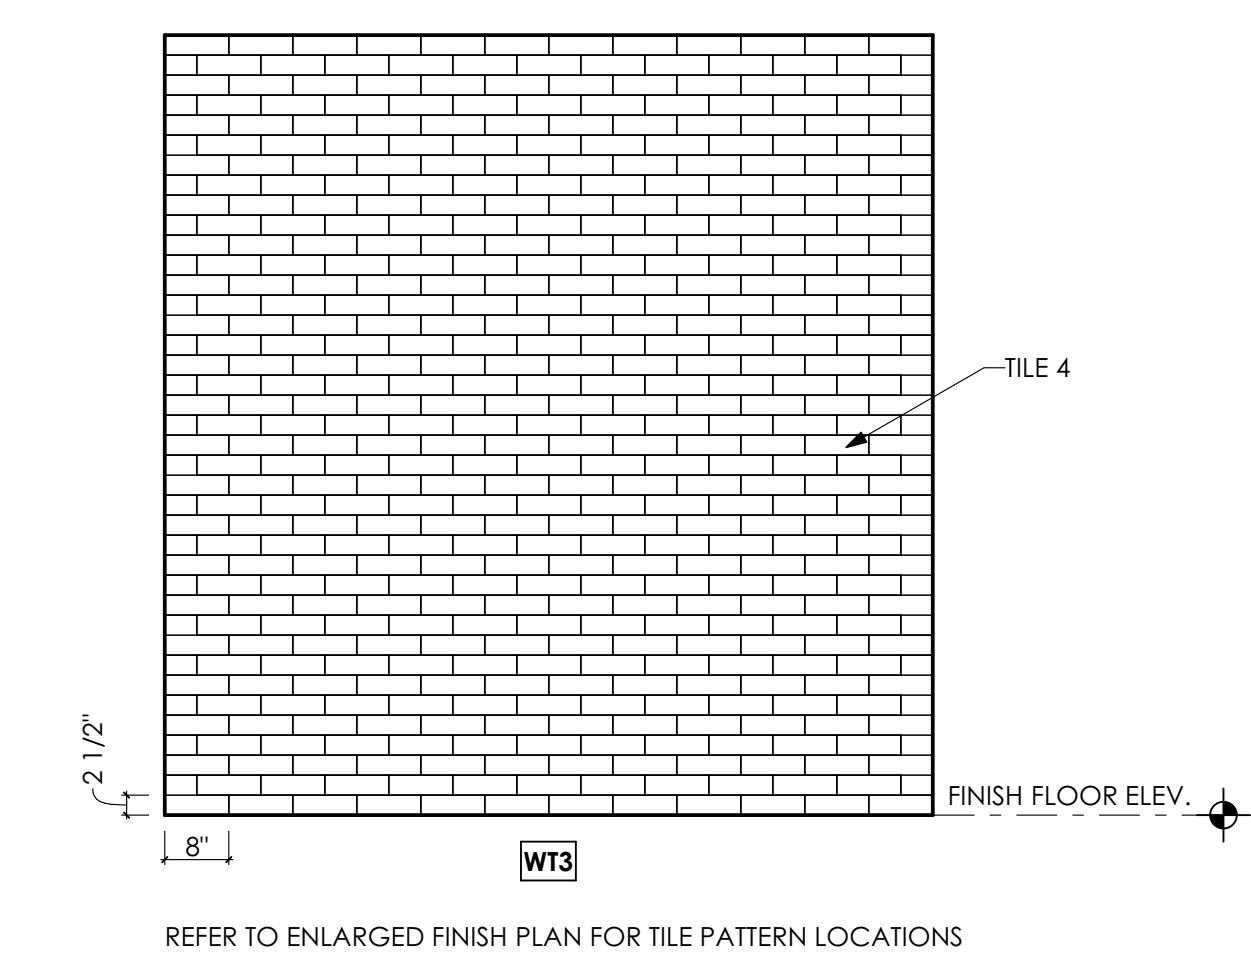 TILE 4
2 1/2"
FINISH FLOOR ELEV.
8"
WT3
REFER TO ENLARGED FINISH PLAN FOR TILE PATTERN LOCATIONS